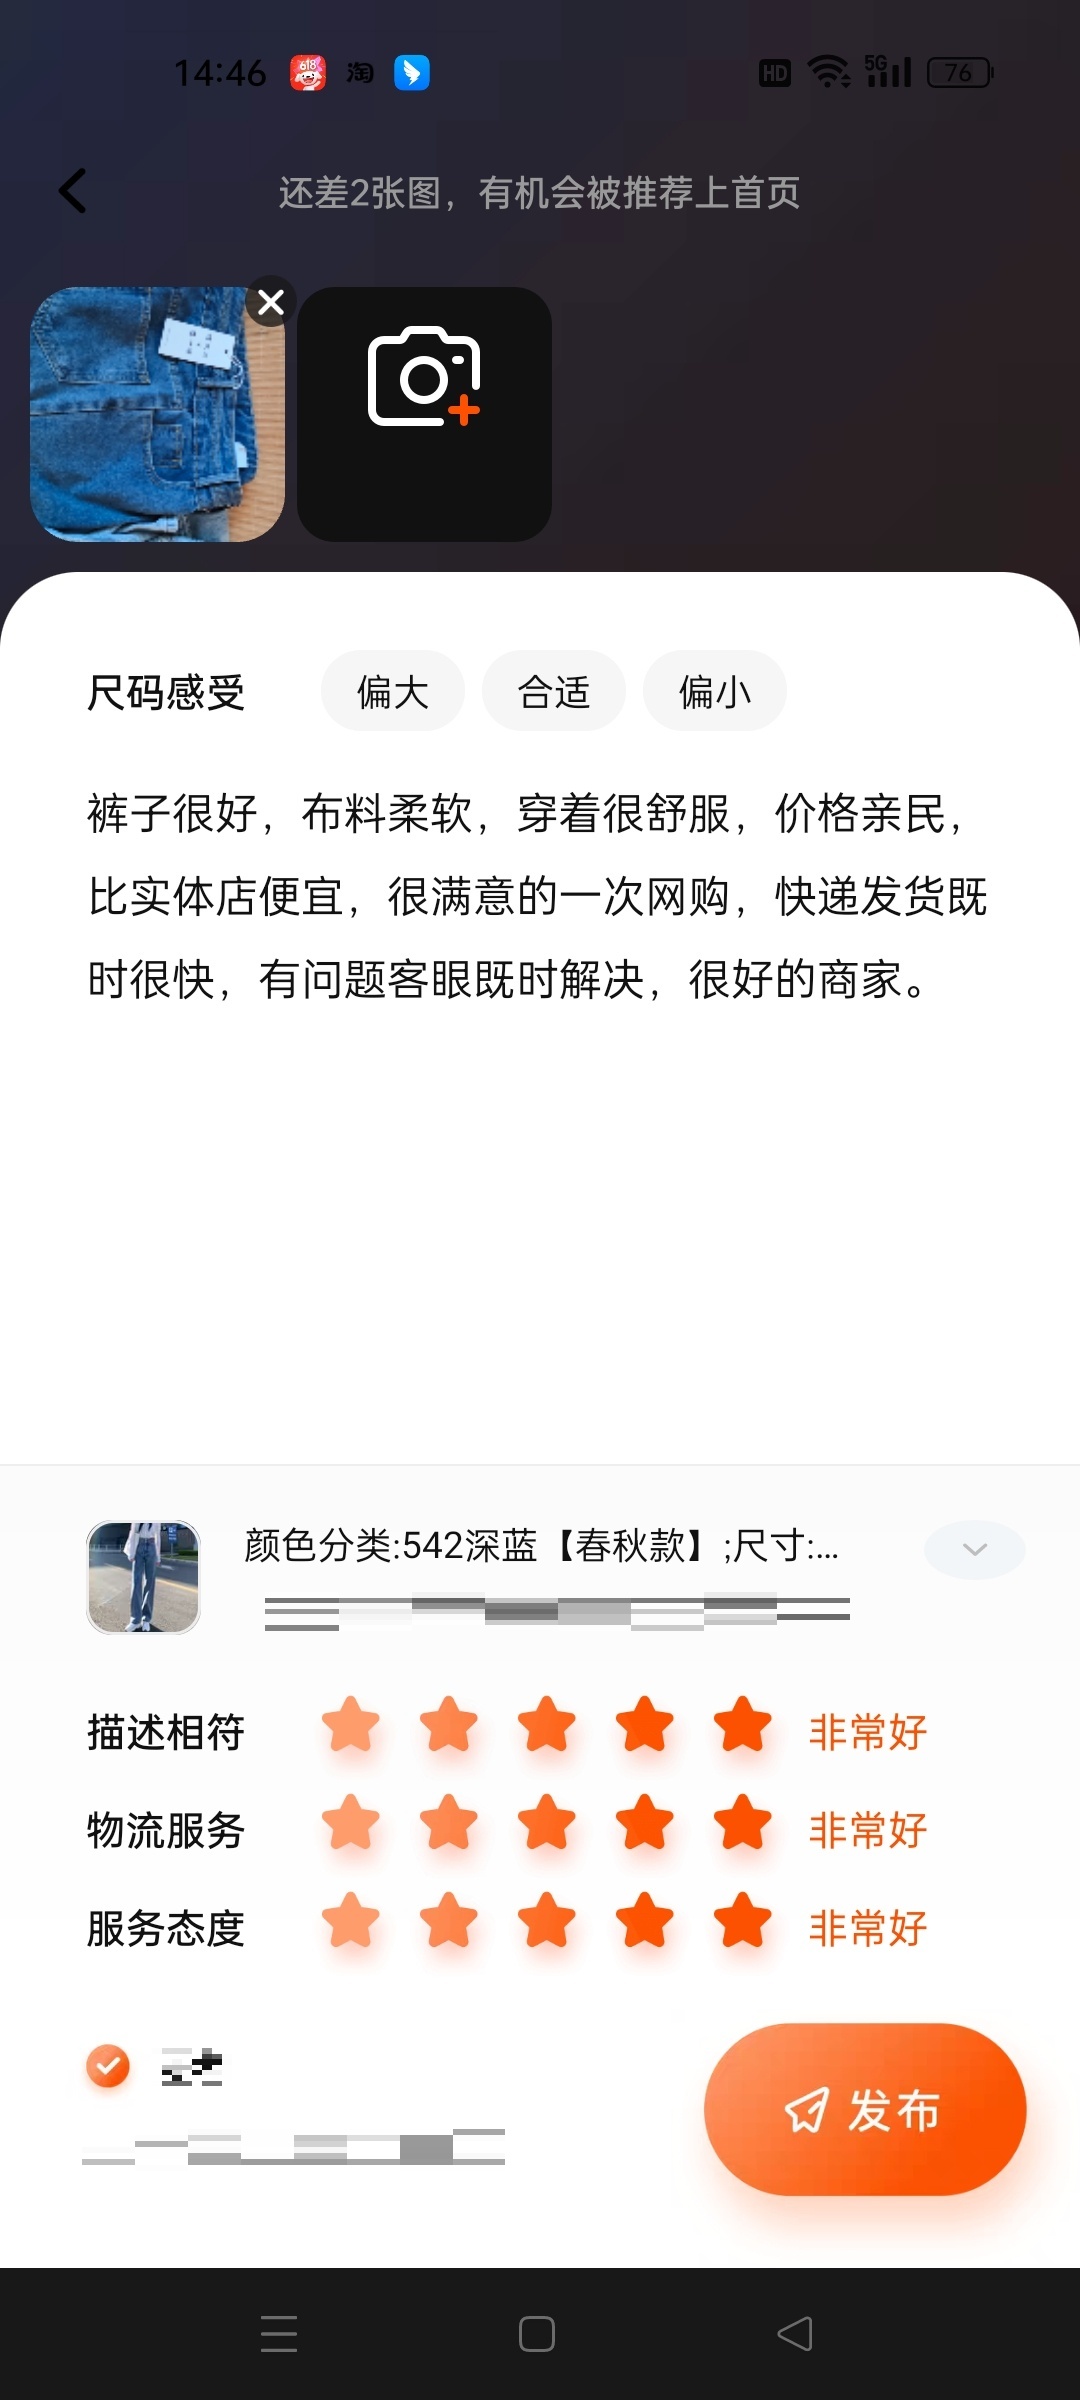 14:46
618
淘
HD
5G
76
还差2张图，有机会被推荐上首页
尺码感受
偏大
合适
偏小
裤子很好，布料柔软，穿着很舒服，价格亲民，
比实体店便宜，很满意的一次网购，快递发货既
时很快，有问题客眼既时解决，很好的商家。
颜色分类:542深蓝【春秋款】;尺寸:...
描述相符
非常好
物流服务
非常好
服务态度
非常好
发布